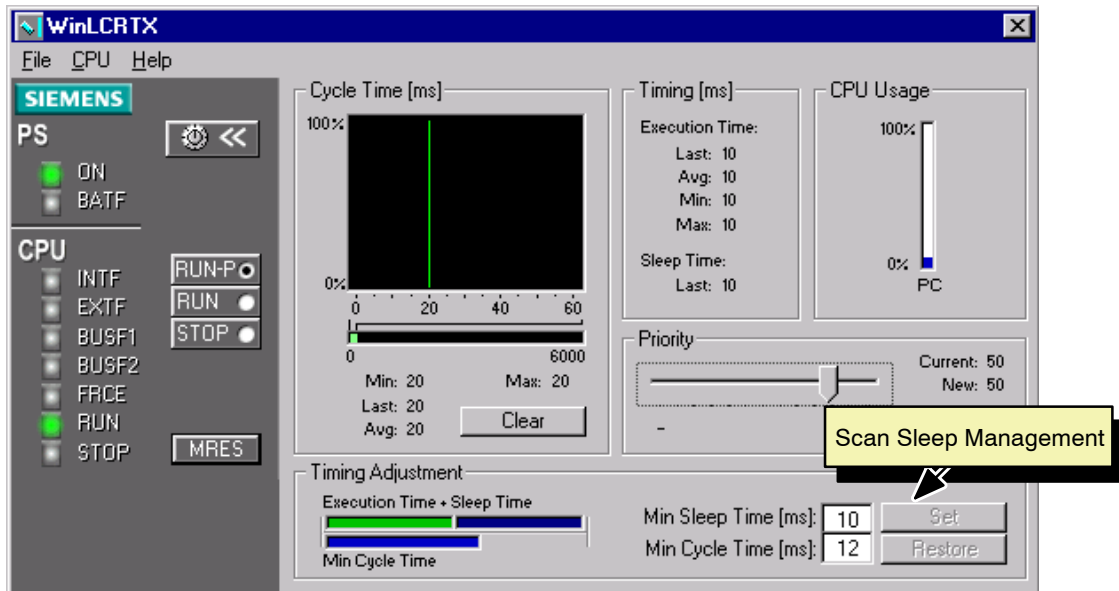 WinLCRTX
File CPU Help
SIEMENS
PS
<<
ON
BATF
CPU
INTF
EXTF
BUSF1
BUSF2
FRCE
RUN
STOP
RUN-P
RUN
STOP
MRES
Cycle Time [ms]
100%
0%
0 20 40 60
0 6000
Min: 20 Max: 20
Last: 20
Avg: 20
Clear
Timing [ms]
Execution Time:
Last: 10
Avg: 10
Min: 10
Max: 10
Sleep Time:
Last: 10
CPU Usage
100%
0%
PC
Priority
Current: 50
New: 50
-
Scan Sleep Management
Timing Adjustment
Execution Time + Sleep Time
Min Cycle Time
Min Sleep Time [ms]: 10 Set
Min Cycle Time [ms]: 12 Restore